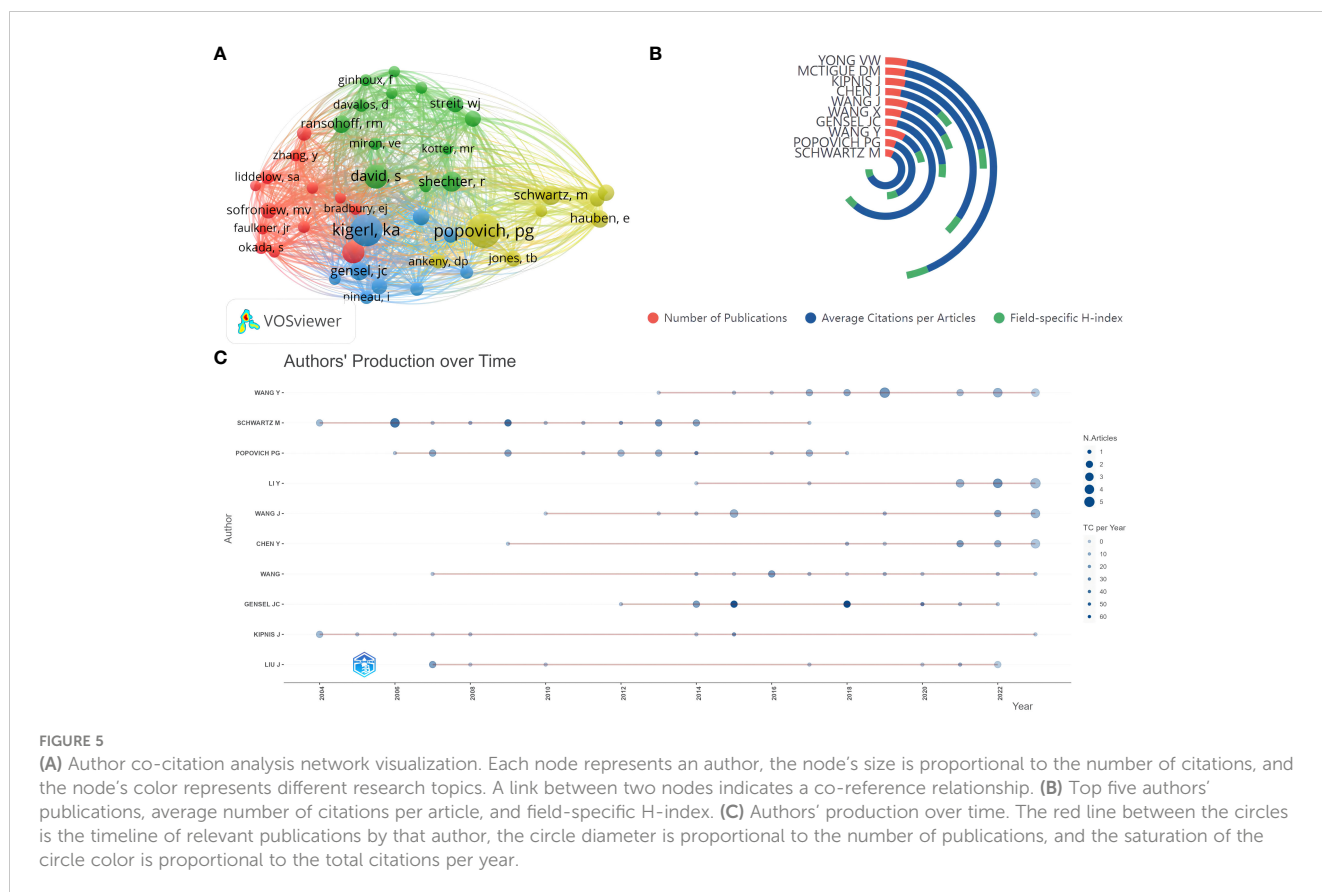 A
ginhoux, f
davalos, d
streit, wj
ransohoff, rm
miron, ve
kotter, mr
zhang, y
david, s
shechter, r
liddelow, sa
schwartz, m
bradbury, ej
sofroniew, mv
hauben, e
faulkner, jr
kigerl, ka
popovich, pg
okada, s
ankeny, dp
jones, tb
gensel, jc
pineau, i
VOSviewer
B
YONG VW
MCTIGUE DM
KIPNIS J
CHEN J
WANG J
WANG X
GENSEL JC
WANG Y
POPOVICH PG
SCHWARTZ M
Number of Publications
Average Citations per Articles
Field-specific H-index
C
Authors' Production over Time
WANG Y
SCHWARTZ M
POPOVICH PG
LI Y
WANG J
CHEN Y
WANG
GENSEL JC
KIPNIS J
LIU J
Author
2004
2006
2008
2010
2012
2014
2016
2018
2020
2022
Year
N.Articles
1
2
3
4
5
TC per Year
0
10
20
30
40
50
60
FIGURE 5
(A) Author co-citation analysis network visualization. Each node represents an author, the node's size is proportional to the number of citations, and
the node's color represents different research topics. A link between two nodes indicates a co-reference relationship. (B) Top five authors'
publications, average number of citations per article, and field-specific H-index. (C) Authors' production over time. The red line between the circles
is the timeline of relevant publications by that author, the circle diameter is proportional to the number of publications, and the saturation of the
circle color is proportional to the total citations per year.